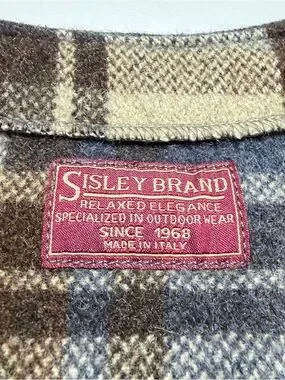 SISLEY BRAND
RELAXED ELEGANCE
SPECIALIZED IN OUTDOOR WEAR
SINCE 1968
MADE IN ITALY